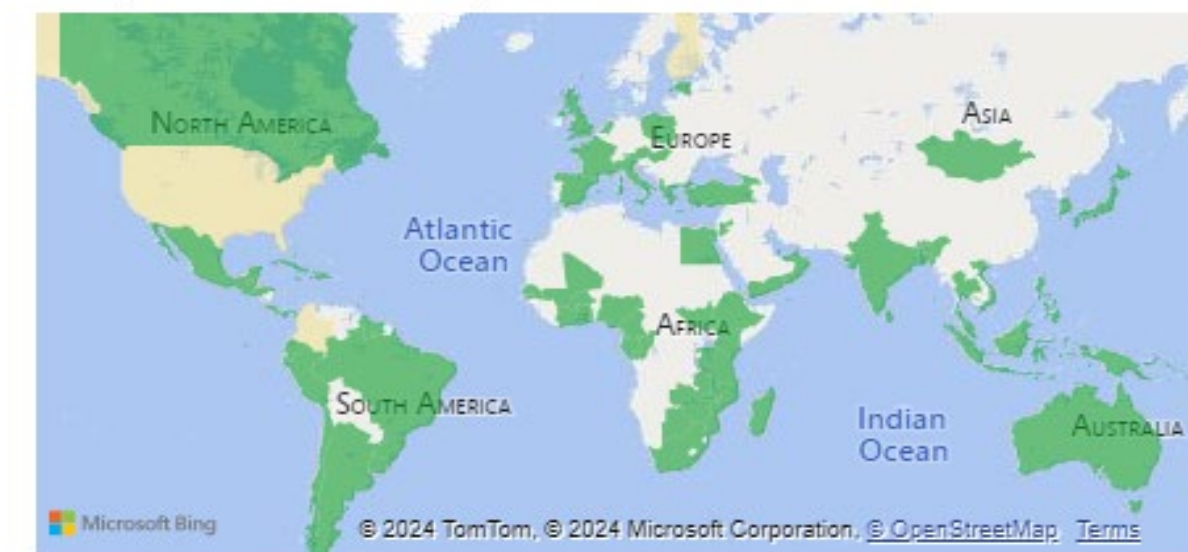 ASIA
NORTH AMERICA
EUROPE
Atlantic
Ocean
AFRICA
SOUTH AMERICA
Indian
Ocean
AUSTRALIA
Microsoft Bing
© 2024 TomTom, © 2024 Microsoft Corporation, © OpenStreetMap Terms